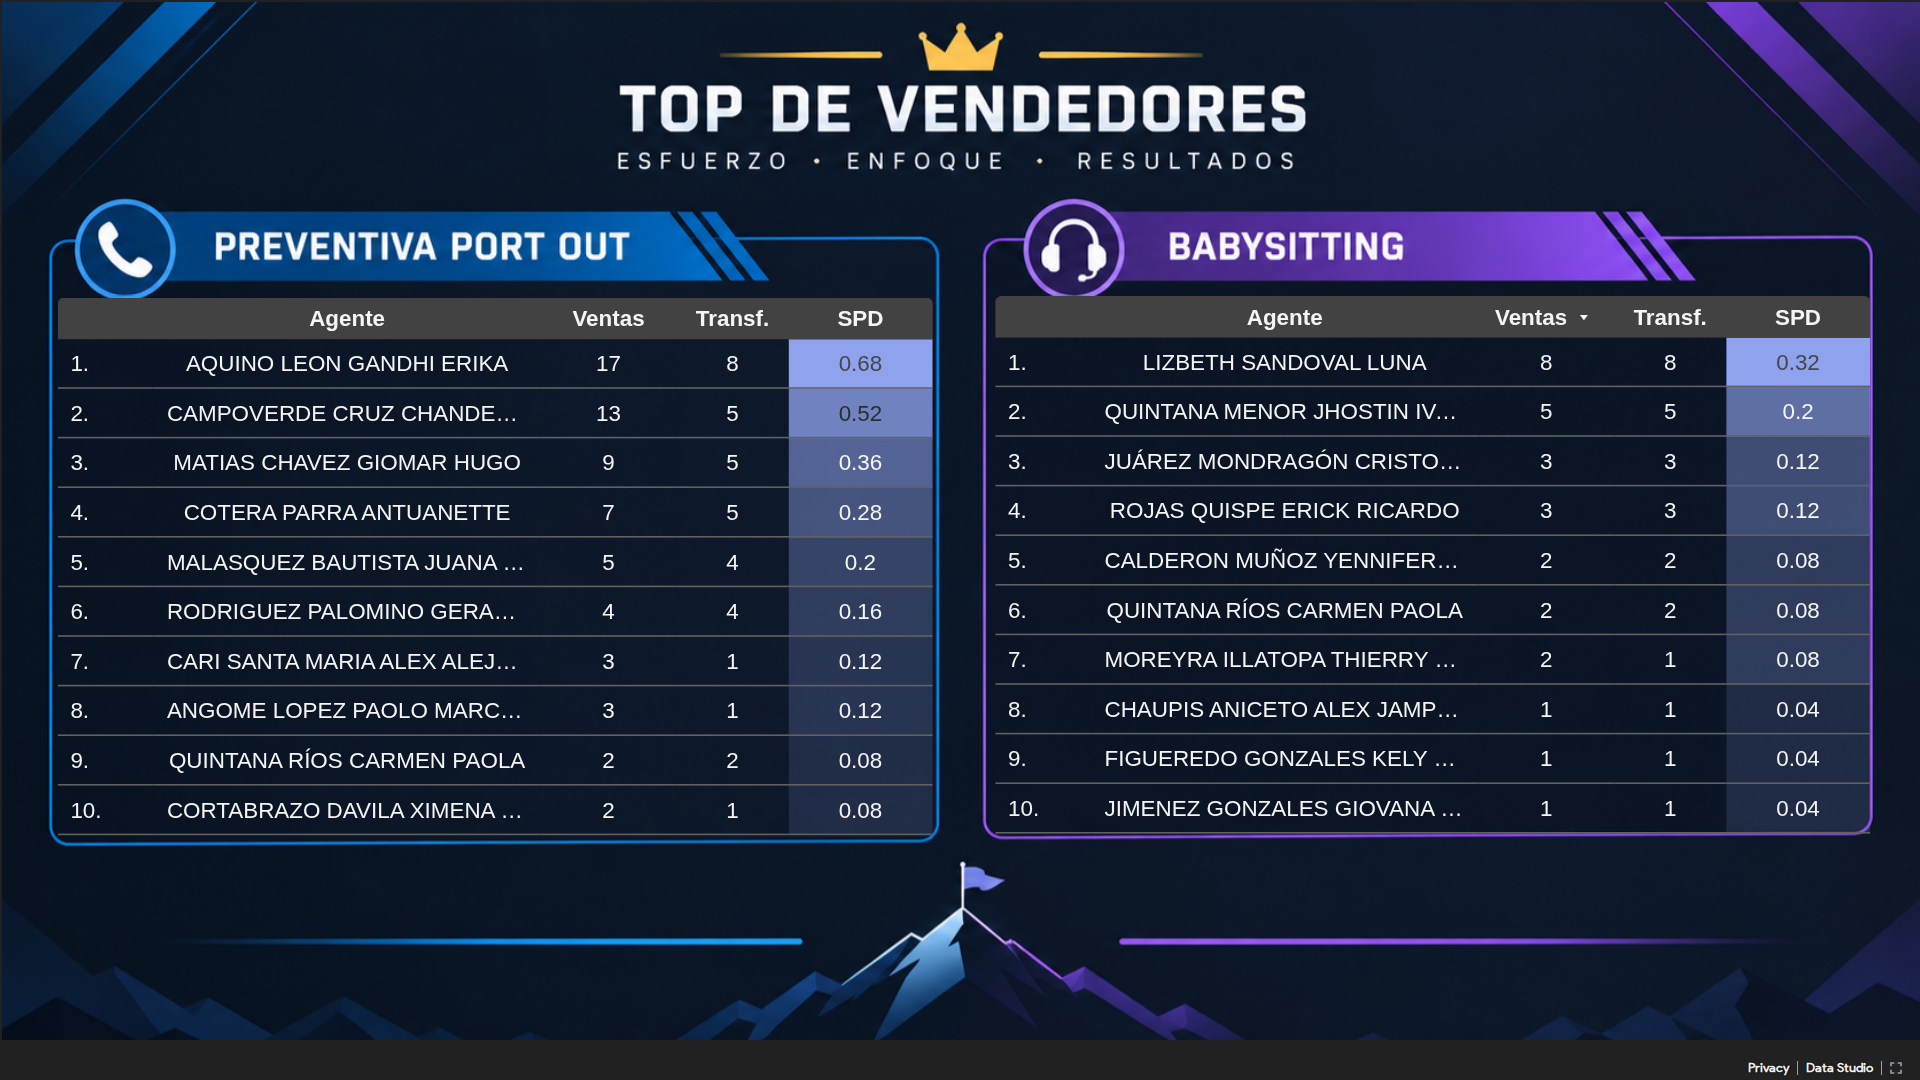 TOP DE VENDEDORES
ESFUERZO • ENFOQUE • RESULTADOS
PREVENTIVA PORT OUT
Agente Ventas Transf. SPD
1. AQUINO LEON GANDHI ERIKA 17 8 0.68
2. CAMPOVERDE CRUZ CHANDE… 13 5 0.52
3. MATIAS CHAVEZ GIOMAR HUGO 9 5 0.36
4. COTERA PARRA ANTUANETTE 7 5 0.28
5. MALASQUEZ BAUTISTA JUANA … 5 4 0.2
6. RODRIGUEZ PALOMINO GERA… 4 4 0.16
7. CARI SANTA MARIA ALEX ALEJ… 3 1 0.12
8. ANGOME LOPEZ PAOLO MARC… 3 1 0.12
9. QUINTANA RÍOS CARMEN PAOLA 2 2 0.08
10. CORTABRAZO DAVILA XIMENA … 2 1 0.08
BABYSITTING
Agente Ventas Transf. SPD
1. LIZBETH SANDOVAL LUNA 8 8 0.32
2. QUINTANA MENOR JHOSTIN IV… 5 5 0.2
3. JUÁREZ MONDRAGÓN CRISTO… 3 3 0.12
4. ROJAS QUISPE ERICK RICARDO 3 3 0.12
5. CALDERON MUÑOZ YENNIFER… 2 2 0.08
6. QUINTANA RÍOS CARMEN PAOLA 2 2 0.08
7. MOREYRA ILLATOPA THIERRY … 2 1 0.08
8. CHAUPIS ANICETO ALEX JAMP… 1 1 0.04
9. FIGUEREDO GONZALES KELY … 1 1 0.04
10. JIMENEZ GONZALES GIOVANA … 1 1 0.04
Privacy Data Studio